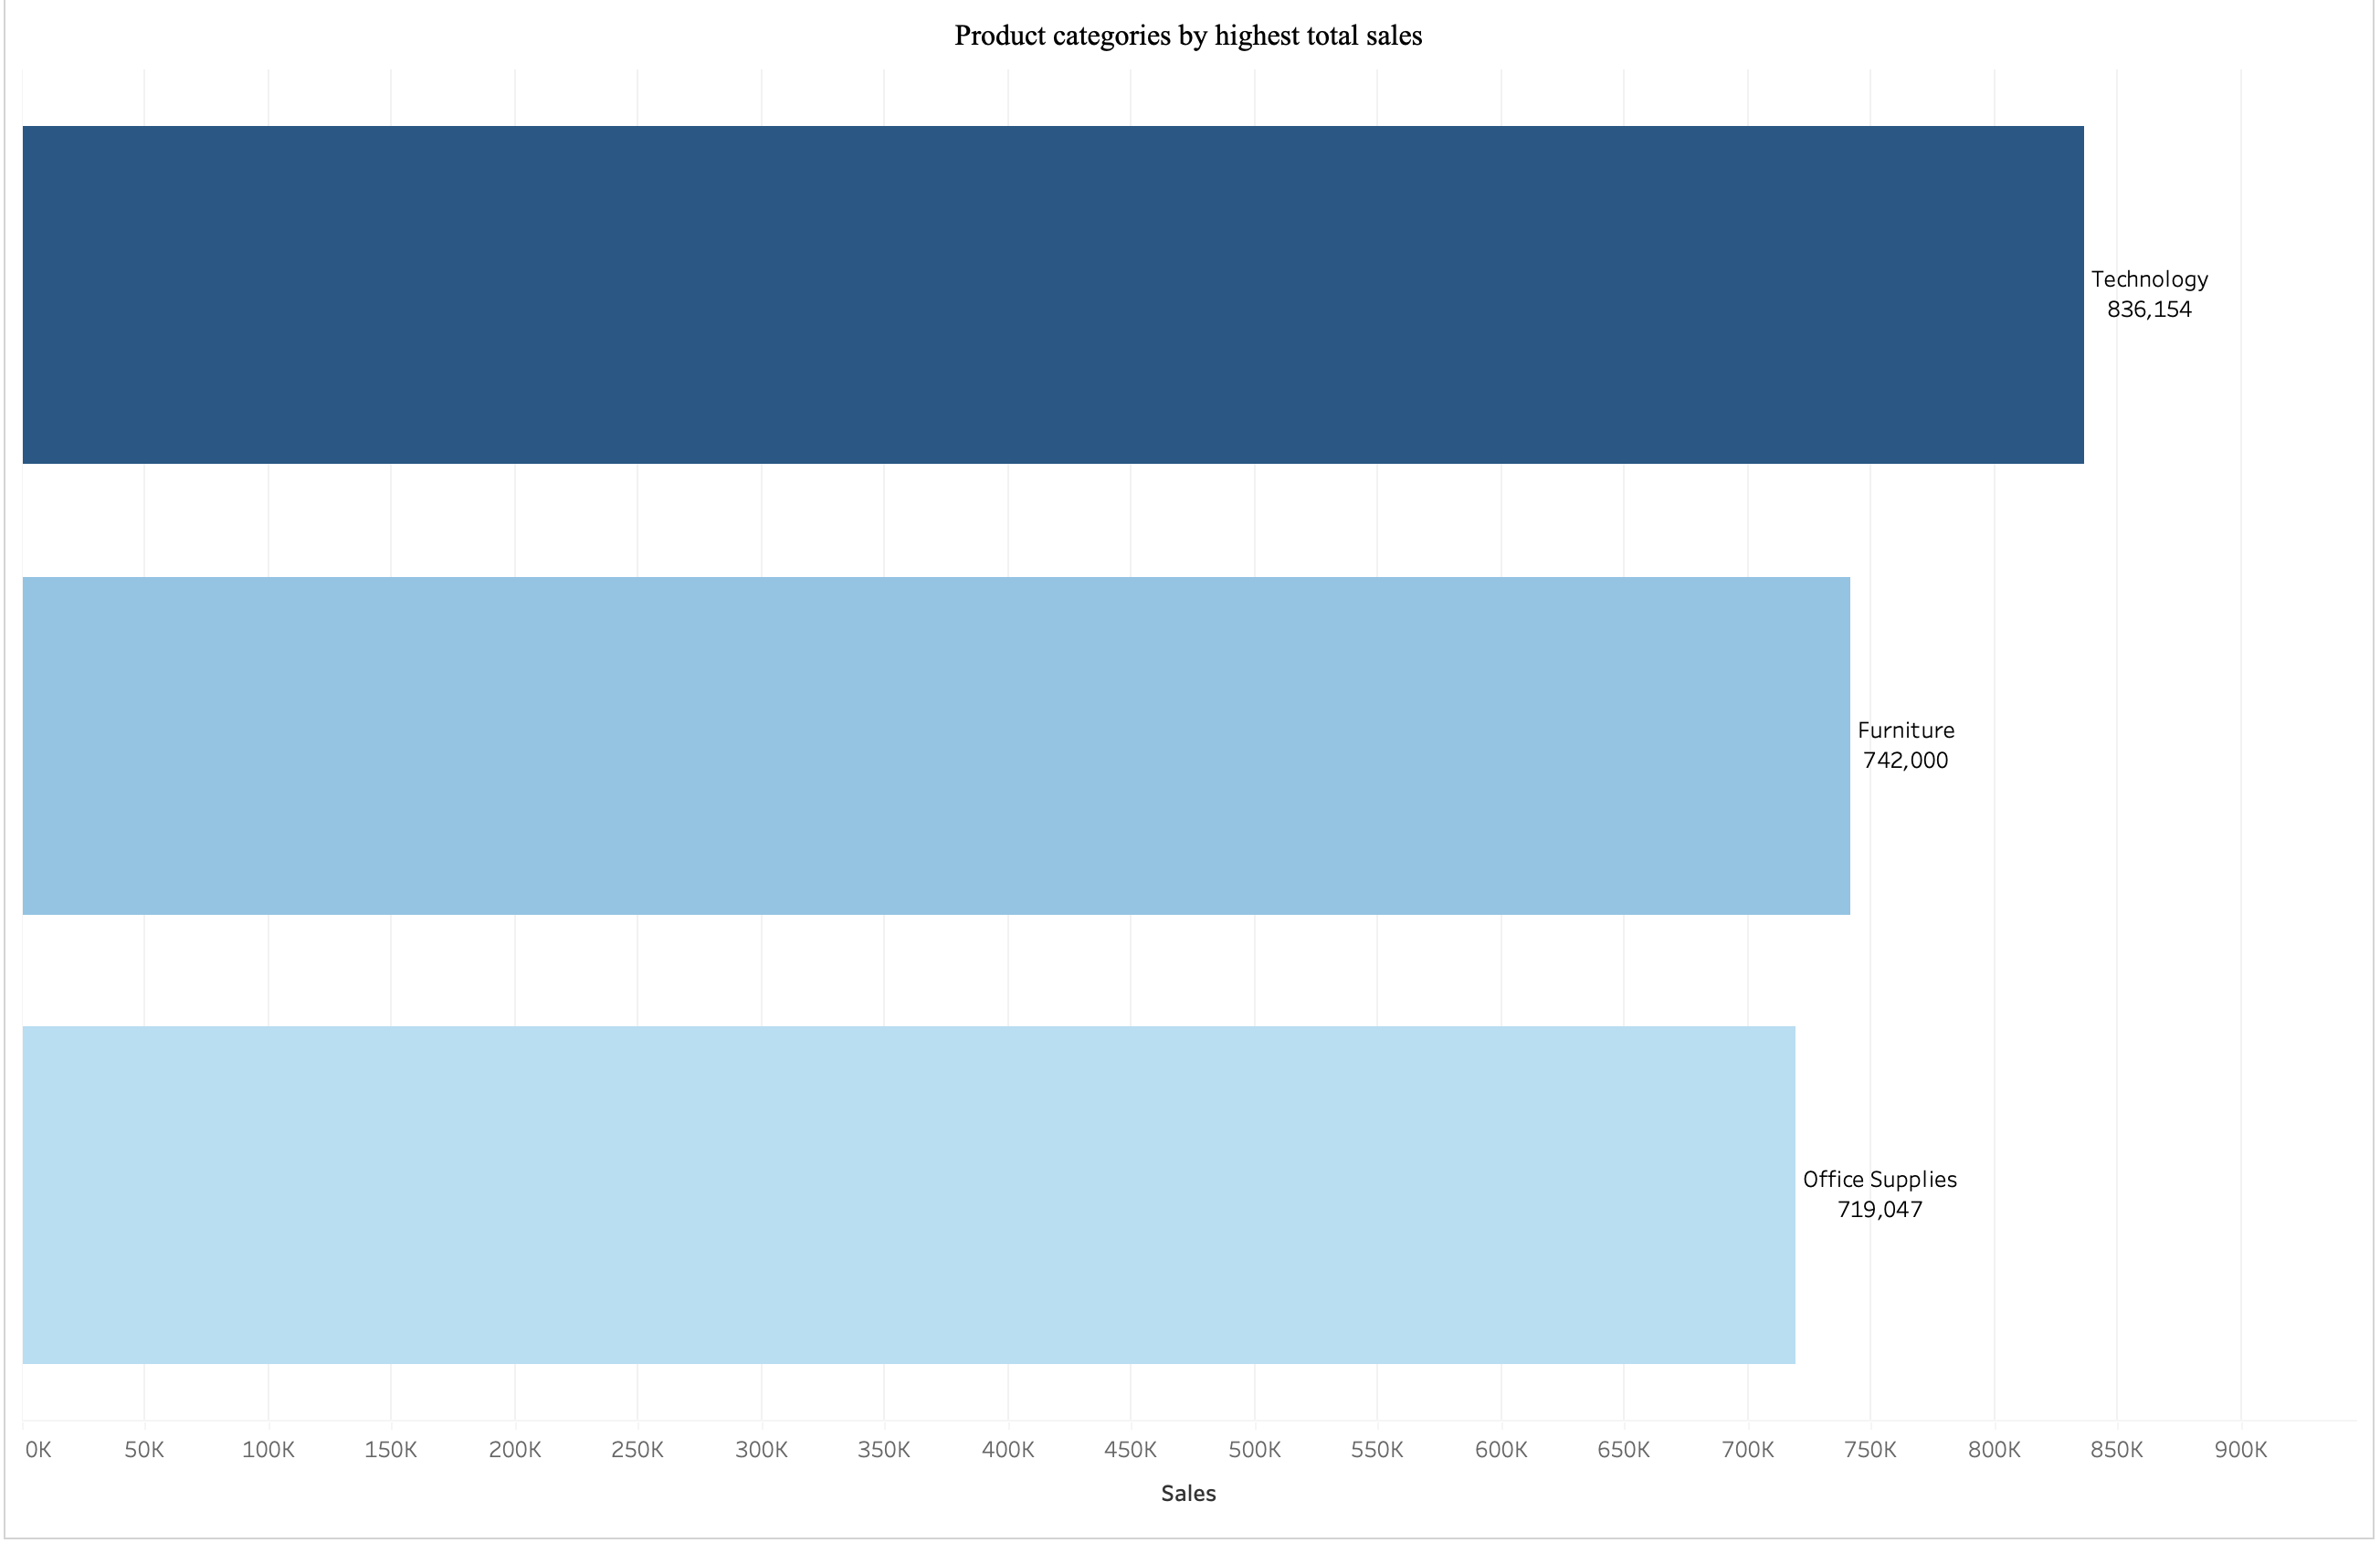 Product categories by highest total sales
Technology
836,154
Furniture
742,000
Office Supplies
719,047
0K 50K 100K 150K 200K 250K 300K 350K 400K 450K 500K 550K 600K 650K 700K 750K 800K 850K 900K
Sales